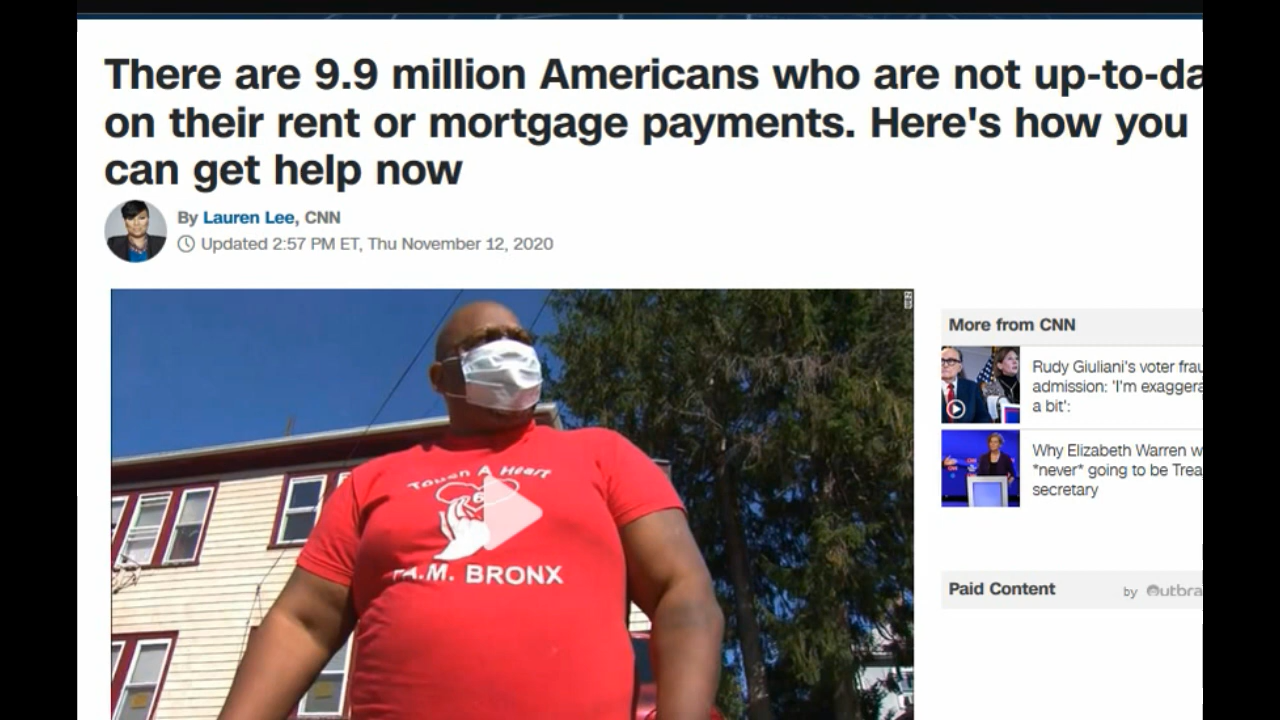 There are 9.9 million Americans who are not up-to-da
on their rent or mortgage payments. Here's how you
can get help now
By Lauren Lee, CNN
Updated 2:57 PM ET, Thu November 12, 2020
More from CNN
Rudy Giuliani's voter frau
admission: 'I'm exaggera
a bit':
Why Elizabeth Warren w
*never* going to be Trea
secretary
Touch A Heart
BRONX
Paid Content
by Outbra